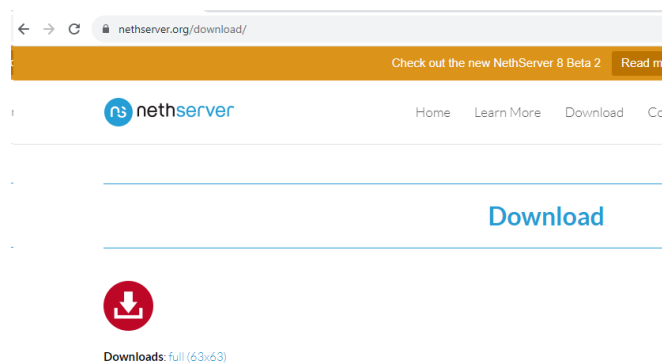 nethserver.org/download/
Check out the new NethServer 8 Beta 2 Read m
ns nethserver Home Learn More Download Co
Download
Downloads: full (63x63)